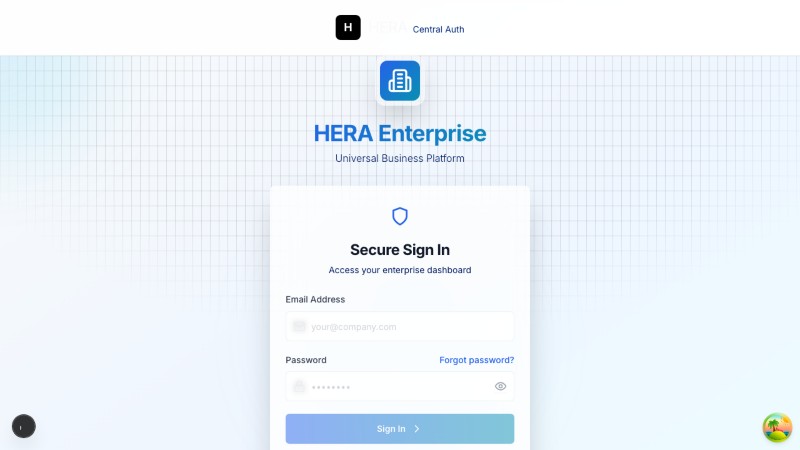 H HERA Central Auth
HERA Enterprise
Universal Business Platform
Secure Sign In
Access your enterprise dashboard
Email Address
your@company.com
Password Forgot password?
Sign In